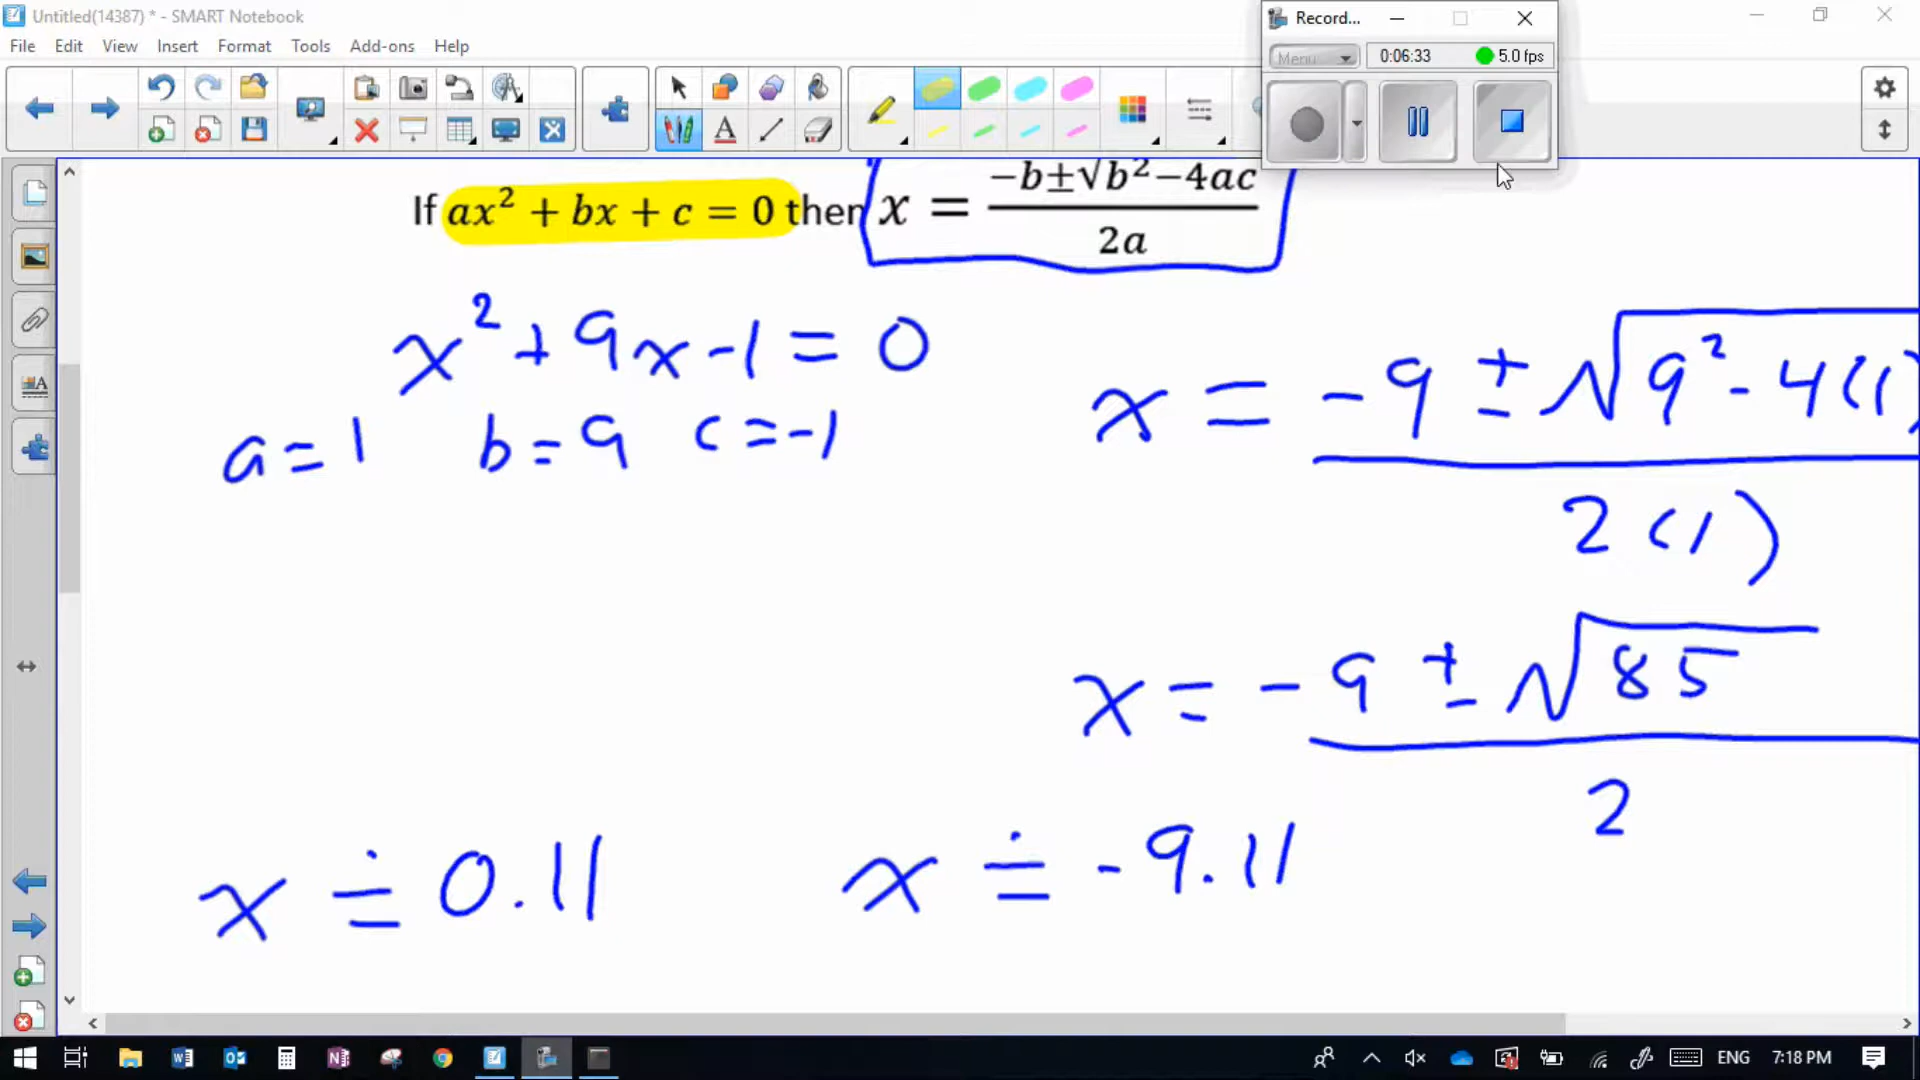 Untitled(14387) * - SMART Notebook
File Edit View Insert Format Tools Add-ons Help
Record...
Menu 0:06:33 5.0 fps
If ax² + bx + c = 0 then x = (−b±√b²−4ac)/2a
x² + 9x - 1 = 0
a = 1 b = 9 c = -1
x = (-9 ± √9² - 4(1)
2(1)
x = -9 ± √85
2
x ≐ 0.11 x ≐ -9.11
ENG 7:18 PM